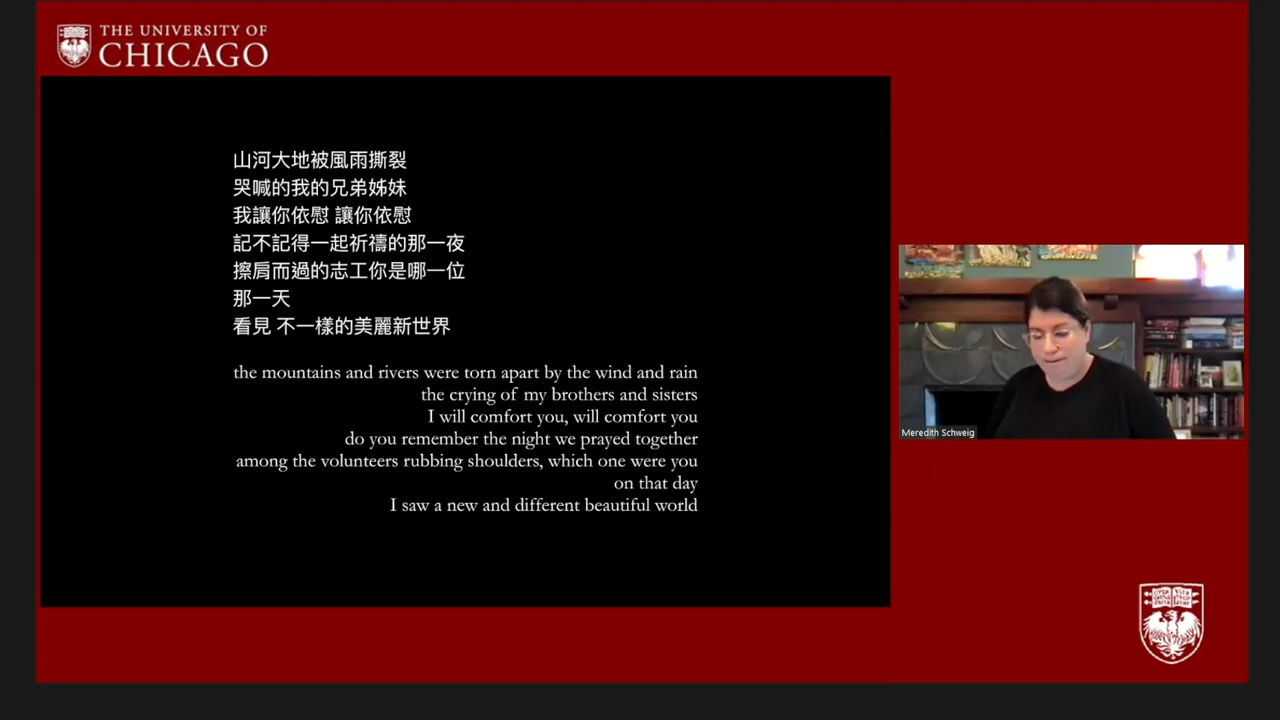 THE UNIVERSITY OF
CHICAGO
山河大地被風雨撕裂
哭喊的我的兄弟姊妹
我讓你依慰 讓你依慰
記不記得一起祈禱的那一夜
擦肩而過的志工你是哪一位
那一天
看見 不一樣的美麗新世界
the mountains and rivers were torn apart by the wind and rain
the crying of my brothers and sisters
I will comfort you, will comfort you
do you remember the night we prayed together
among the volunteers rubbing shoulders, which one were you
on that day
I saw a new and different beautiful world
Meredith Schweig